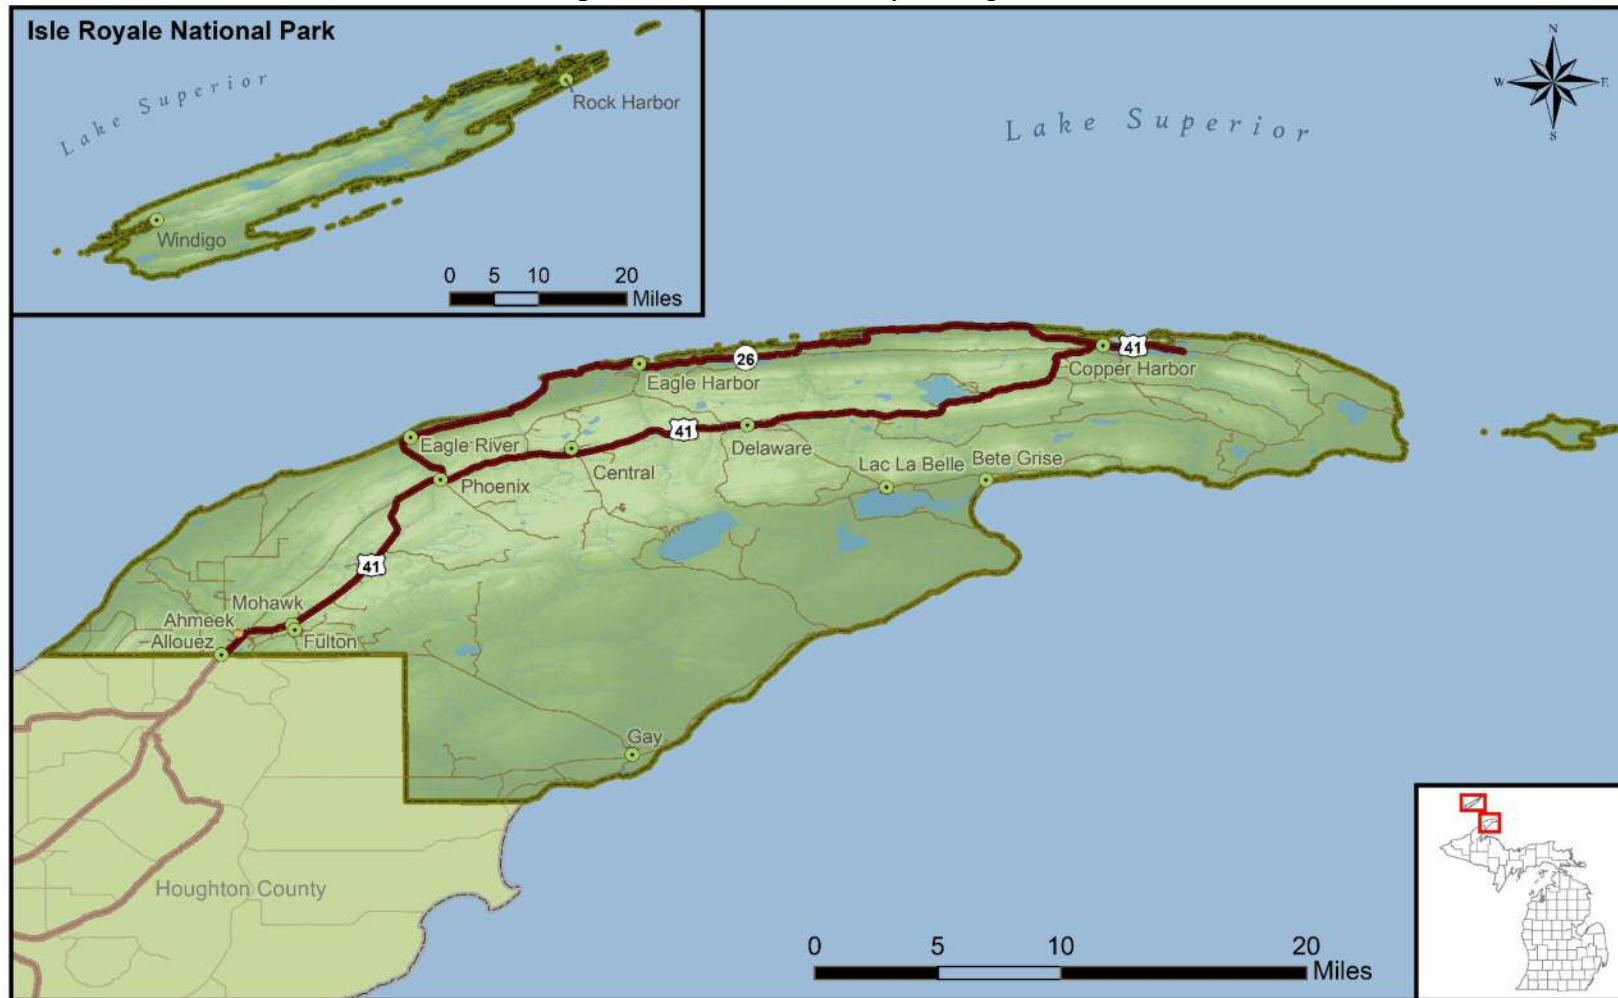 Isle Royale National Park
Lake Superior
Rock Harbor
Windigo
0 5 10 20
Miles
N
W E
S
Lake Superior
26
41
Eagle Harbor
Copper Harbor
41
Eagle River
Delaware
Central
Lac La Belle
Bete Grise
Phoenix
41
Mohawk
Ahmeek
Allouez
Fulton
Gay
Houghton County
0 5 10 20
Miles